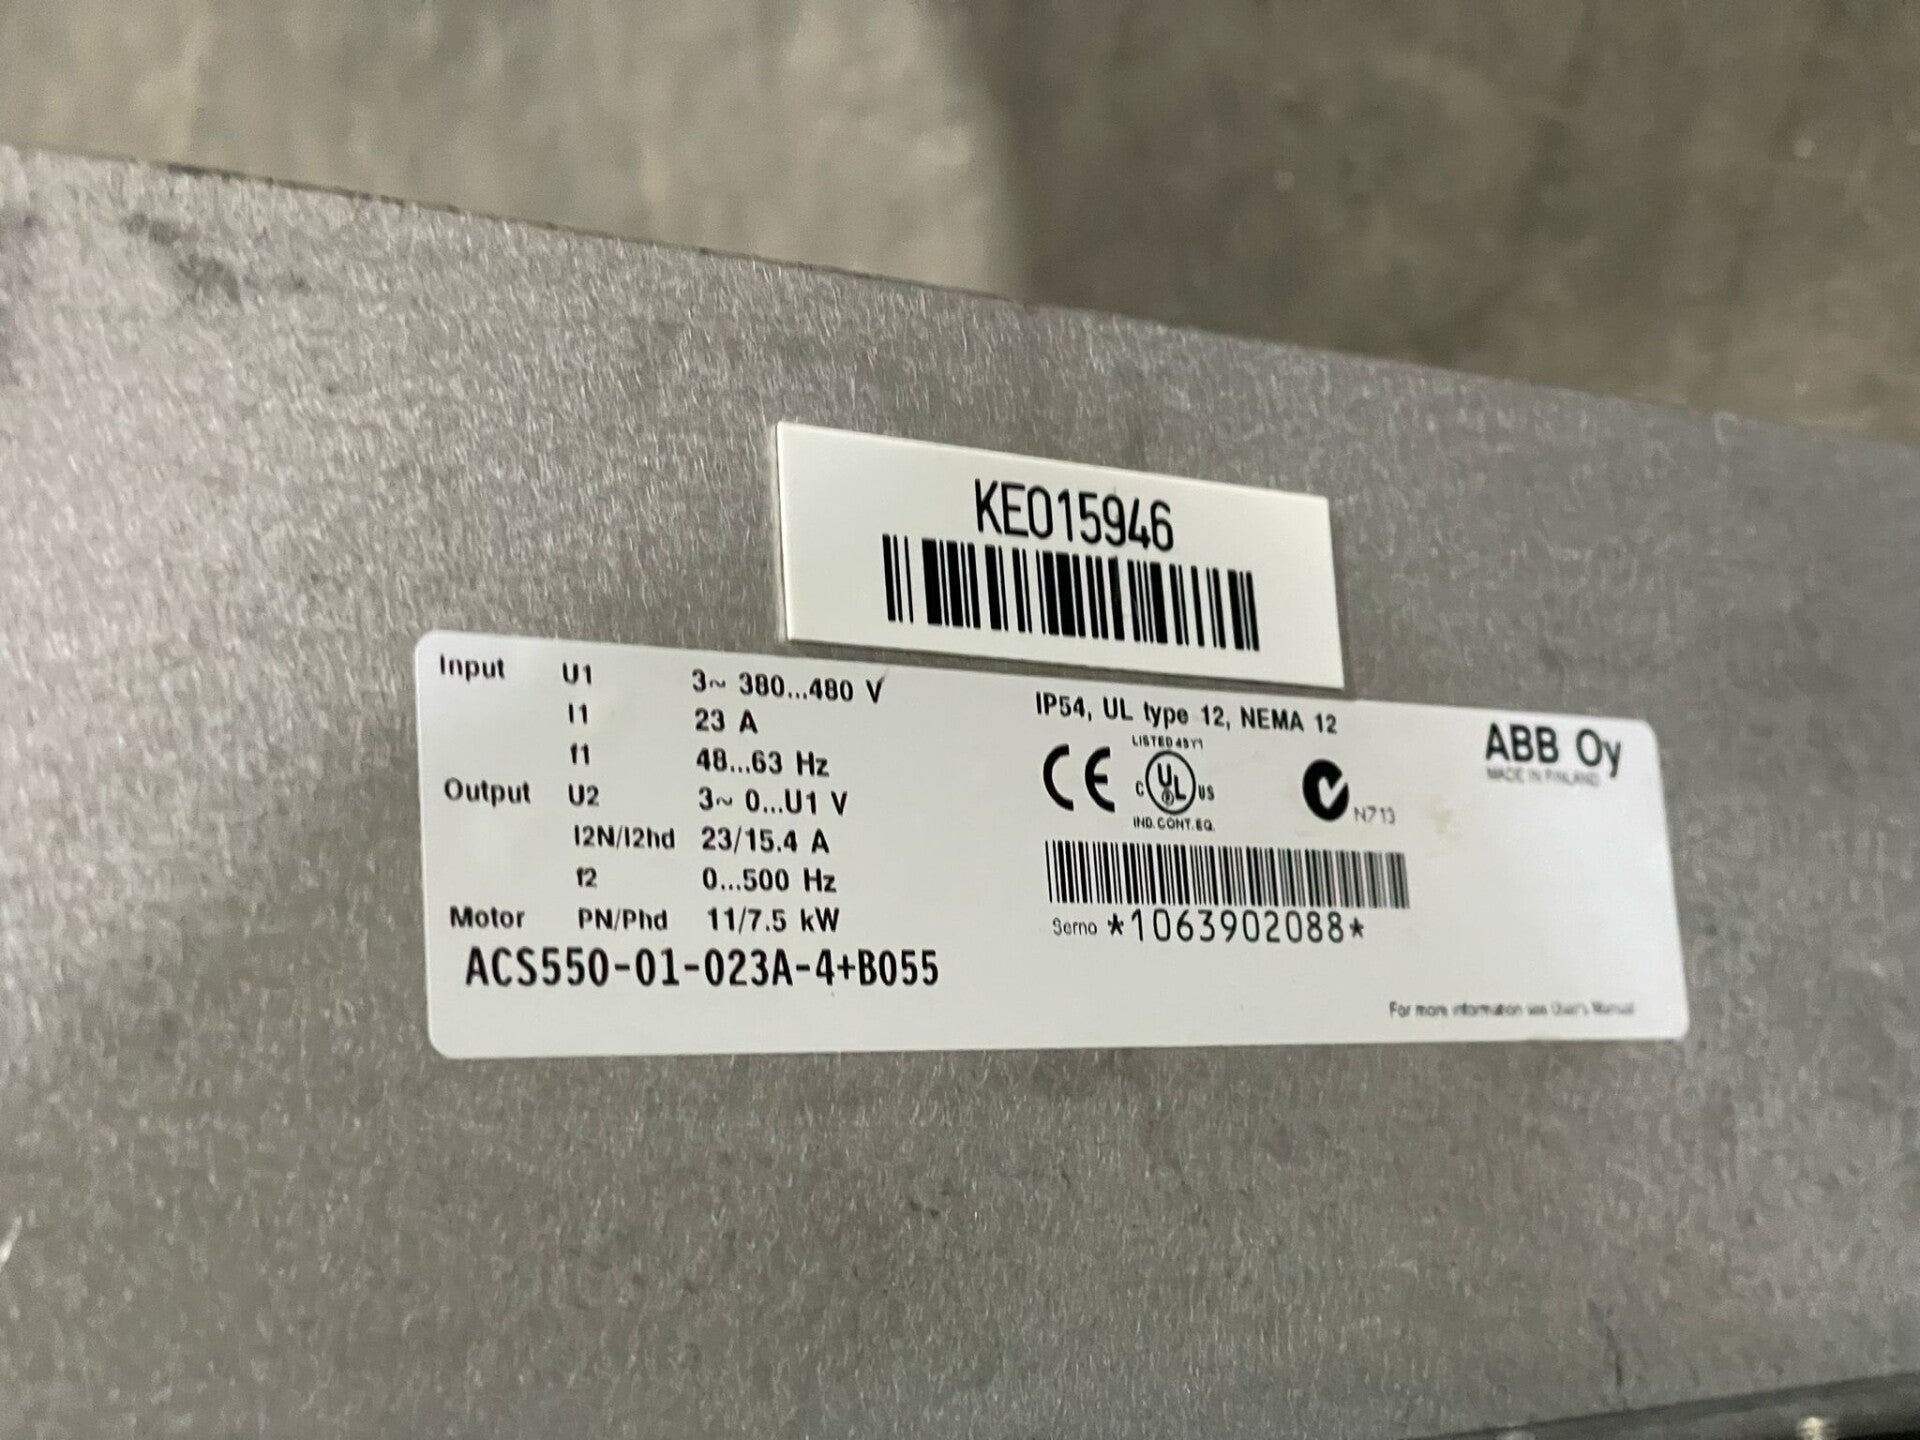 KE015946
Input U1 3~ 380...480 V
I1 23 A
f1 48...63 Hz
Output U2 3~ 0...U1 V
I2N/I2hd 23/15.4 A
f2 0...500 Hz
Motor PN/Phd 11/7.5 kW
ACS550-01-023A-4+B055
IP54, UL type 12, NEMA 12
LISTED 45Y1
CE C UL US
IND. CONT. EQ.
N713
Serno *1063902088*
ABB Oy
MADE IN FINLAND
For more information see User's Manual